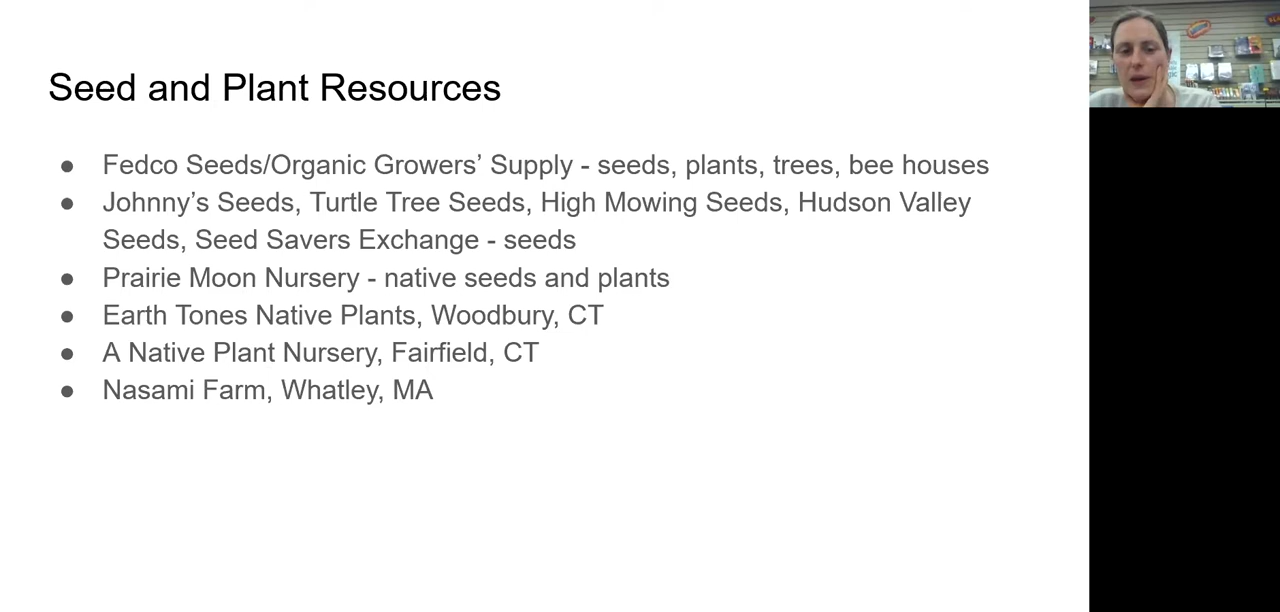 Seed and Plant Resources
● Fedco Seeds/Organic Growers’ Supply - seeds, plants, trees, bee houses
● Johnny’s Seeds, Turtle Tree Seeds, High Mowing Seeds, Hudson Valley
Seeds, Seed Savers Exchange - seeds
● Prairie Moon Nursery - native seeds and plants
● Earth Tones Native Plants, Woodbury, CT
● A Native Plant Nursery, Fairfield, CT
● Nasami Farm, Whatley, MA